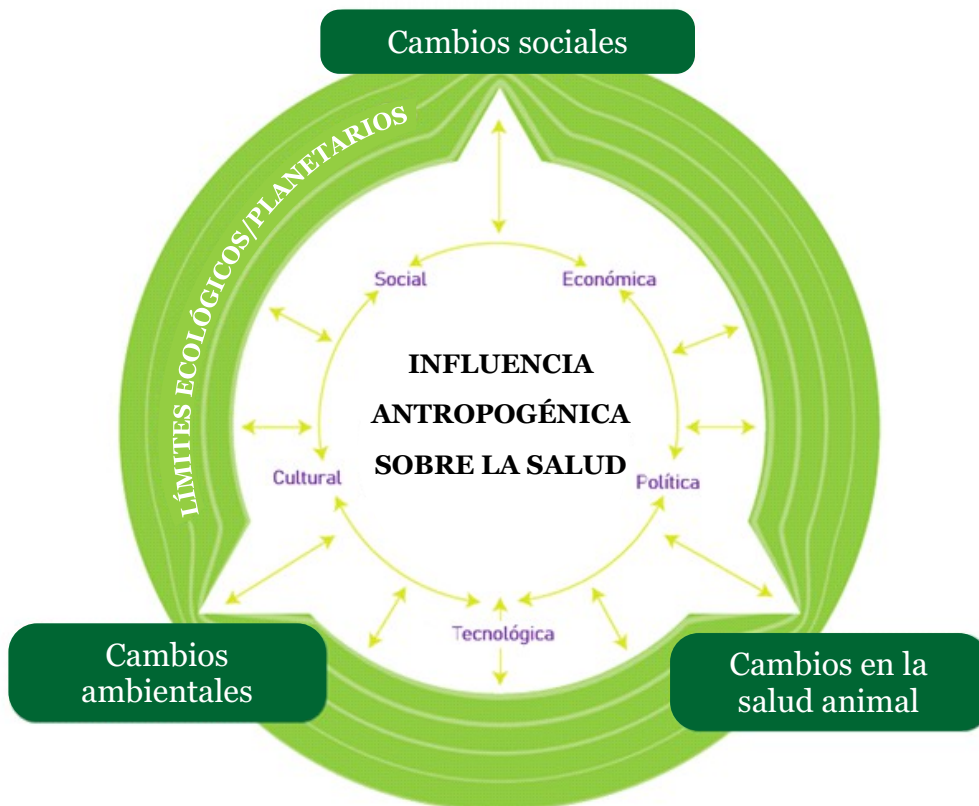 Cambios sociales
LÍMITES ECOLÓGICOS/PLANETARIOS
Social
Económica
INFLUENCIA
ANTROPOGÉNICA
SOBRE LA SALUD
Cultural
Política
Tecnológica
Cambios
ambientales
Cambios en la
salud animal